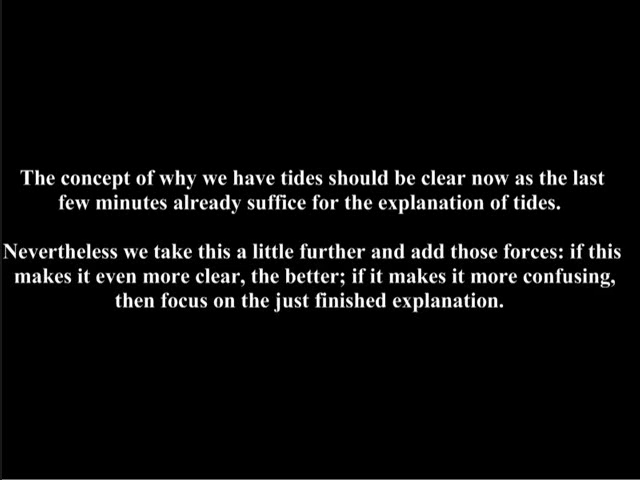 The concept of why we have tides should be clear now as the last
few minutes already suffice for the explanation of tides.
Nevertheless we take this a little further and add those forces: if this
makes it even more clear, the better; if it makes it more confusing,
then focus on the just finished explanation.